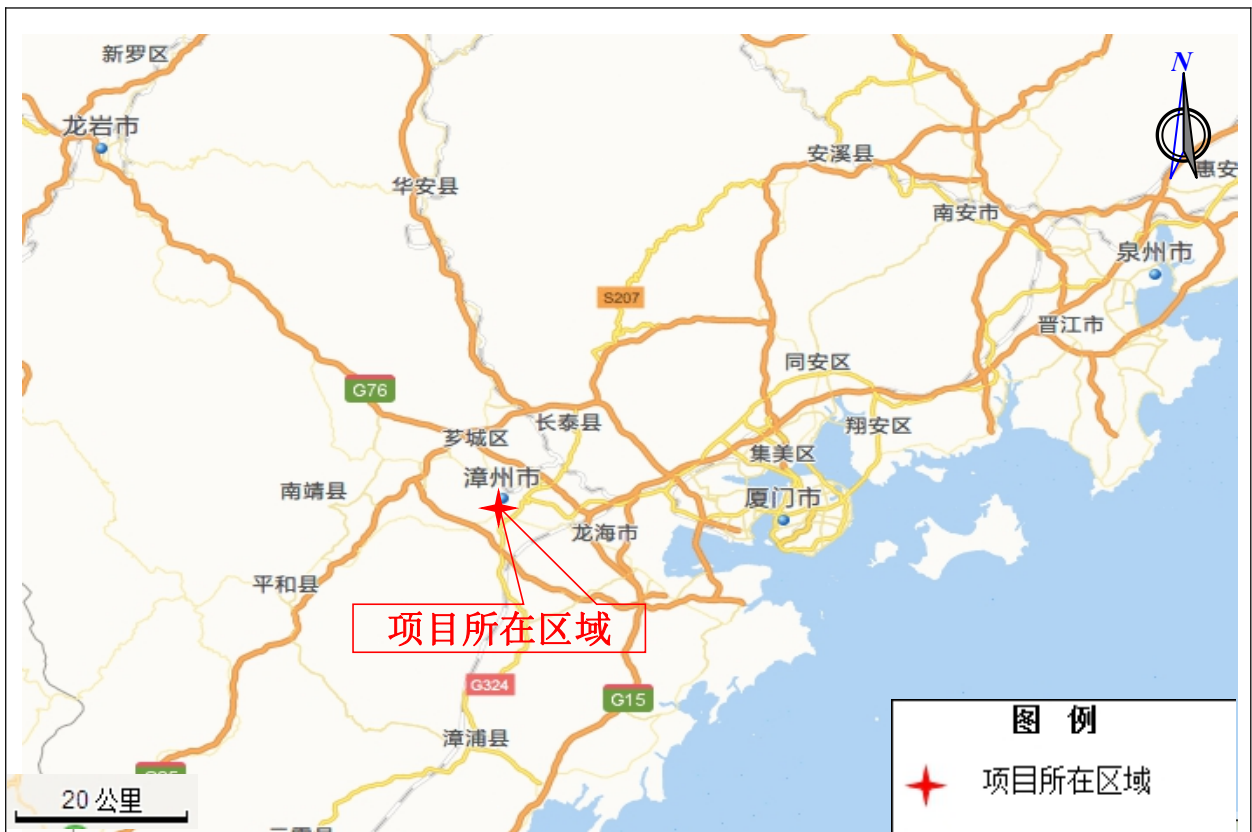 新罗区
N
龙岩市
安溪县
惠安
华安县
南安市
泉州市
S207
晋江市
同安区
G76
长泰县
芗城区
翔安区
集美区
漳州市
南靖县
厦门市
龙海市
平和县
项目所在区域
G324
G15
图 例
漳浦县
项目所在区域
20 公里